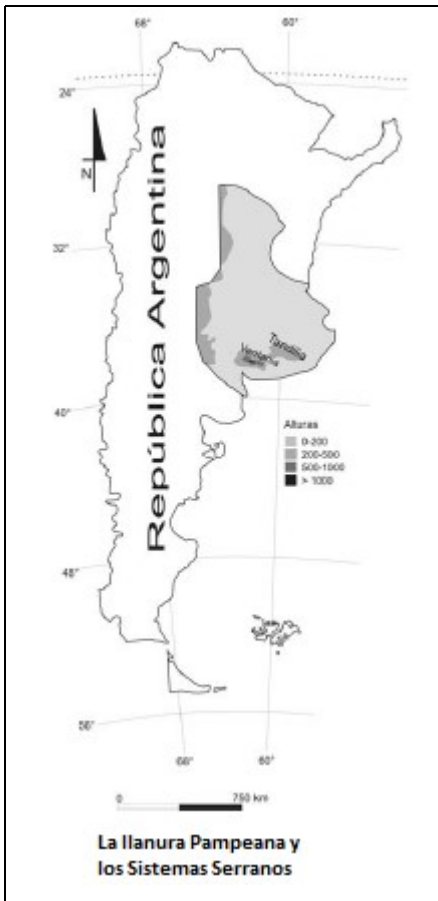 68°
60°
24°
N
República Argentina
32°
Tandilia
Ventania
40°
Alturas
0-200
200-500
500-1000
> 1000
48°
56°
68°
60°
0
750 km
La llanura Pampeana y
los Sistemas Serranos